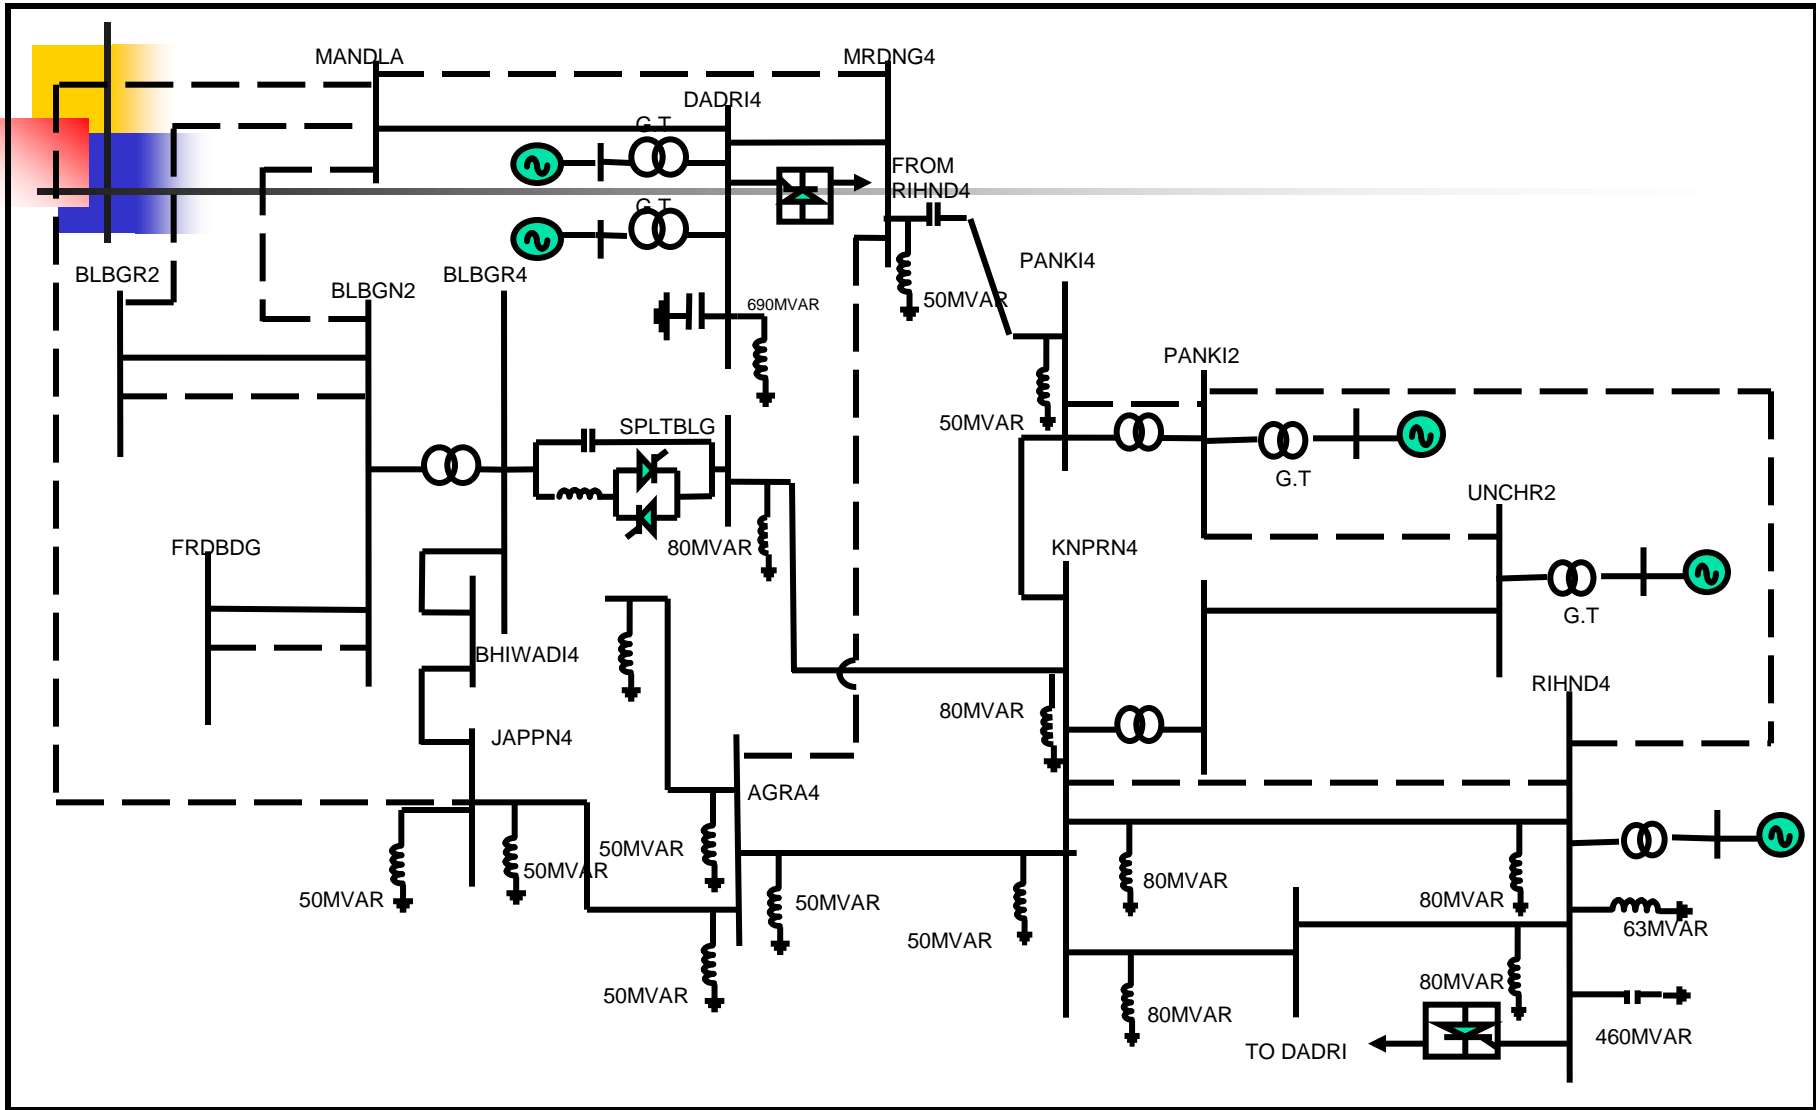 MANDLA
MRDNG4
DADRI4
G.T
FROM
RIHND4
G.T
PANKI4
BLBGR2
BLBGR4
BLBGN2
50MVAR
690MVAR
PANKI2
50MVAR
SPLTBLG
G.T
UNCHR2
FRDBDG
80MVAR
KNPRN4
G.T
BHIWADI4
RIHND4
80MVAR
JAPPN4
AGRA4
50MVAR
50MVAR
80MVAR
50MVAR
50MVAR
80MVAR
63MVAR
50MVAR
80MVAR
50MVAR
80MVAR
460MVAR
TO DADRI